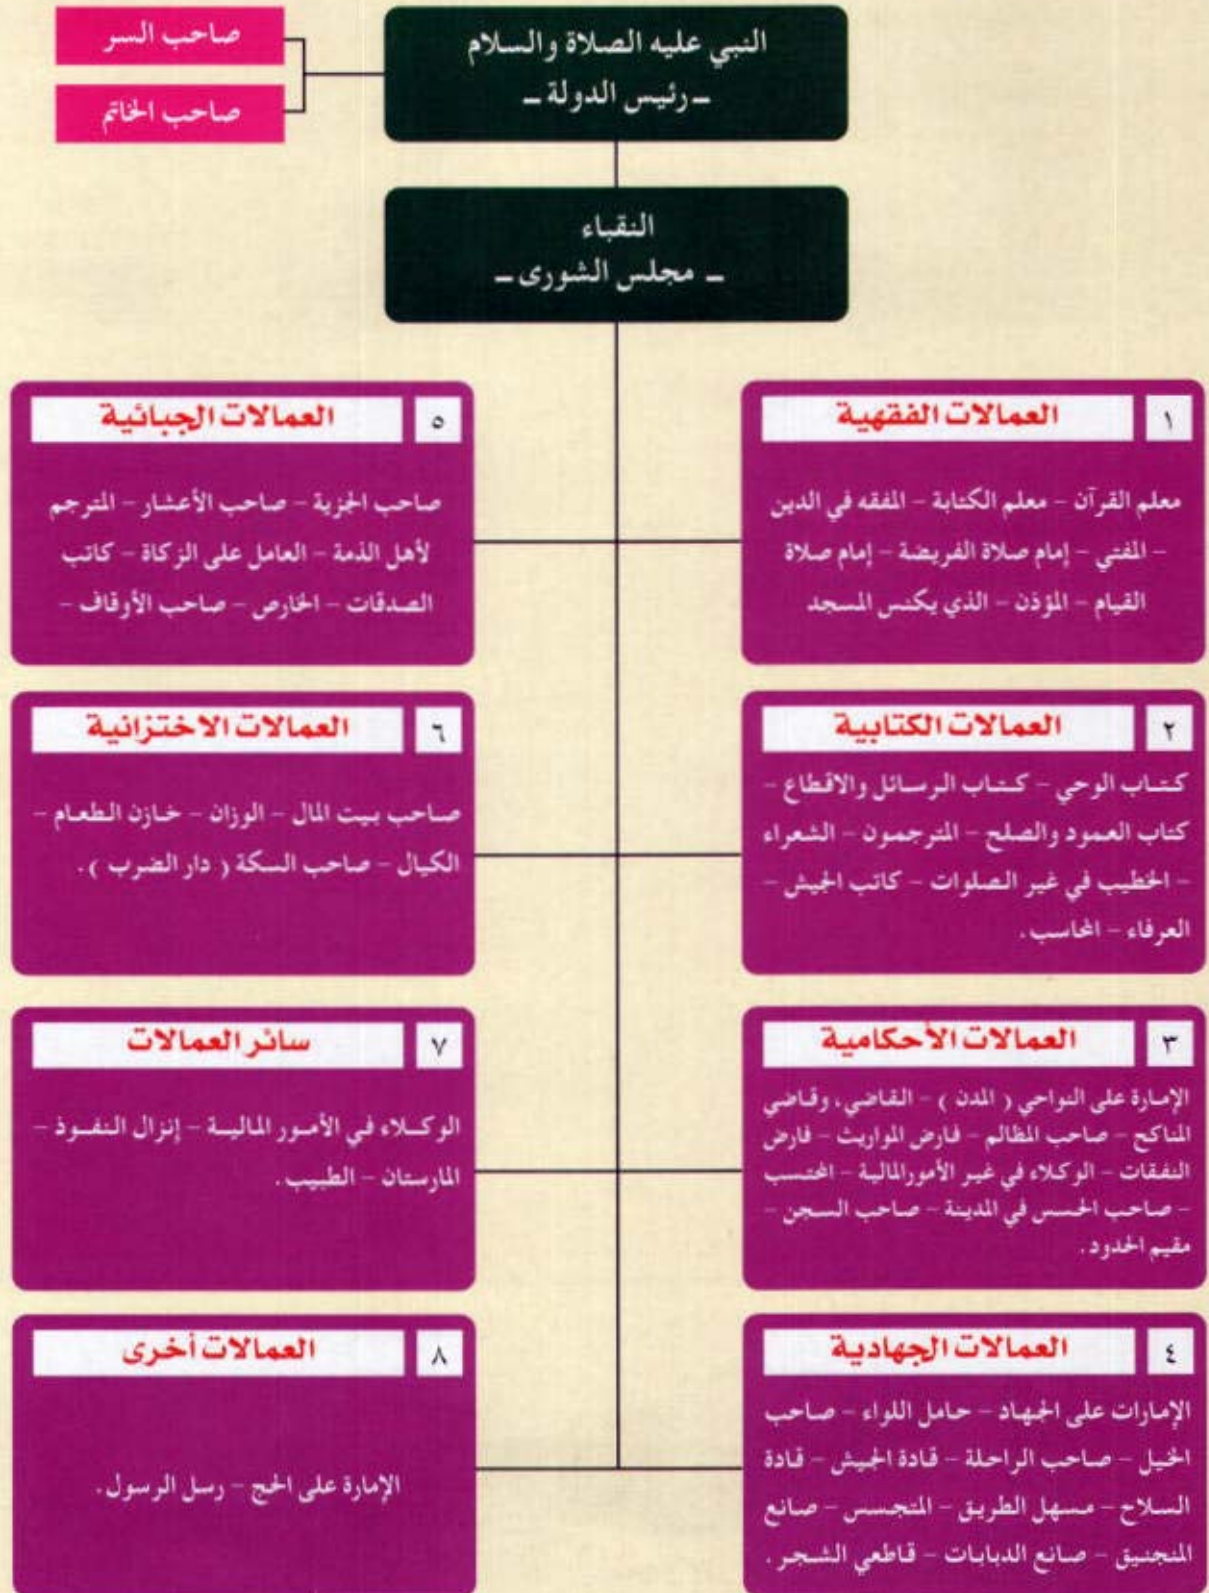 النبي عليه الصلاة والسلام
ـ رئيس الدولة ـ
صاحب السر
صاحب الخاتم
النقباء
ـ مجلس الشورى ـ
١ العمالات الفقهية
معلم القرآن – معلم الكتابة – المفقه في الدين
– المفتي – إمام صلاة الفريضة – إمام صلاة
القيام – المؤذن – الذي يكنس المسجد
٢ العمالات الكتابية
كتاب الوحي – كتاب الرسائل والاقطاع –
كتاب العمود والصلح – المترجمون – الشعراء
– الخطيب في غير الصلوات – كاتب الجيش –
العرفاء – المحاسب .
٣ العمالات الأحكامية
الإمارة على النواحي ( المدن ) – القاضي، وقاضي
المناكح – صاحب المظالم – فارض المواريث – فارض
النفقات – الوكلاء في غير الأمورالمالية – المحتسب
– صاحب الحسس في المدينة – صاحب السجن –
مقيم الحدود .
٤ العمالات الجهادية
الإمارات على الجهاد – حامل اللواء – صاحب
الخيل – صاحب الراحلة – قادة الجيش – قادة
السلاح – مسهل الطريق – المتجسس – صانع
المنجنيق – صانع الدبابات – قاطعي الشجر .
٥ العمالات الجبائية
صاحب الجزية – صاحب الأعشار – المترجم
لأهل الذمة – العامل على الزكاة – كاتب
الصدقات – الخارص – صاحب الأوقاف –
٦ العمالات الاختزانية
صاحب بيت المال – الوزان – خازن الطعام –
الكيال – صاحب السكة ( دار الضرب ) .
٧ سائر العمالات
الوكلاء في الأمور المالية – إنزال النفوذ –
المارستان – الطبيب .
٨ العمالات أخرى
الإمارة على الحج – رسل الرسول .